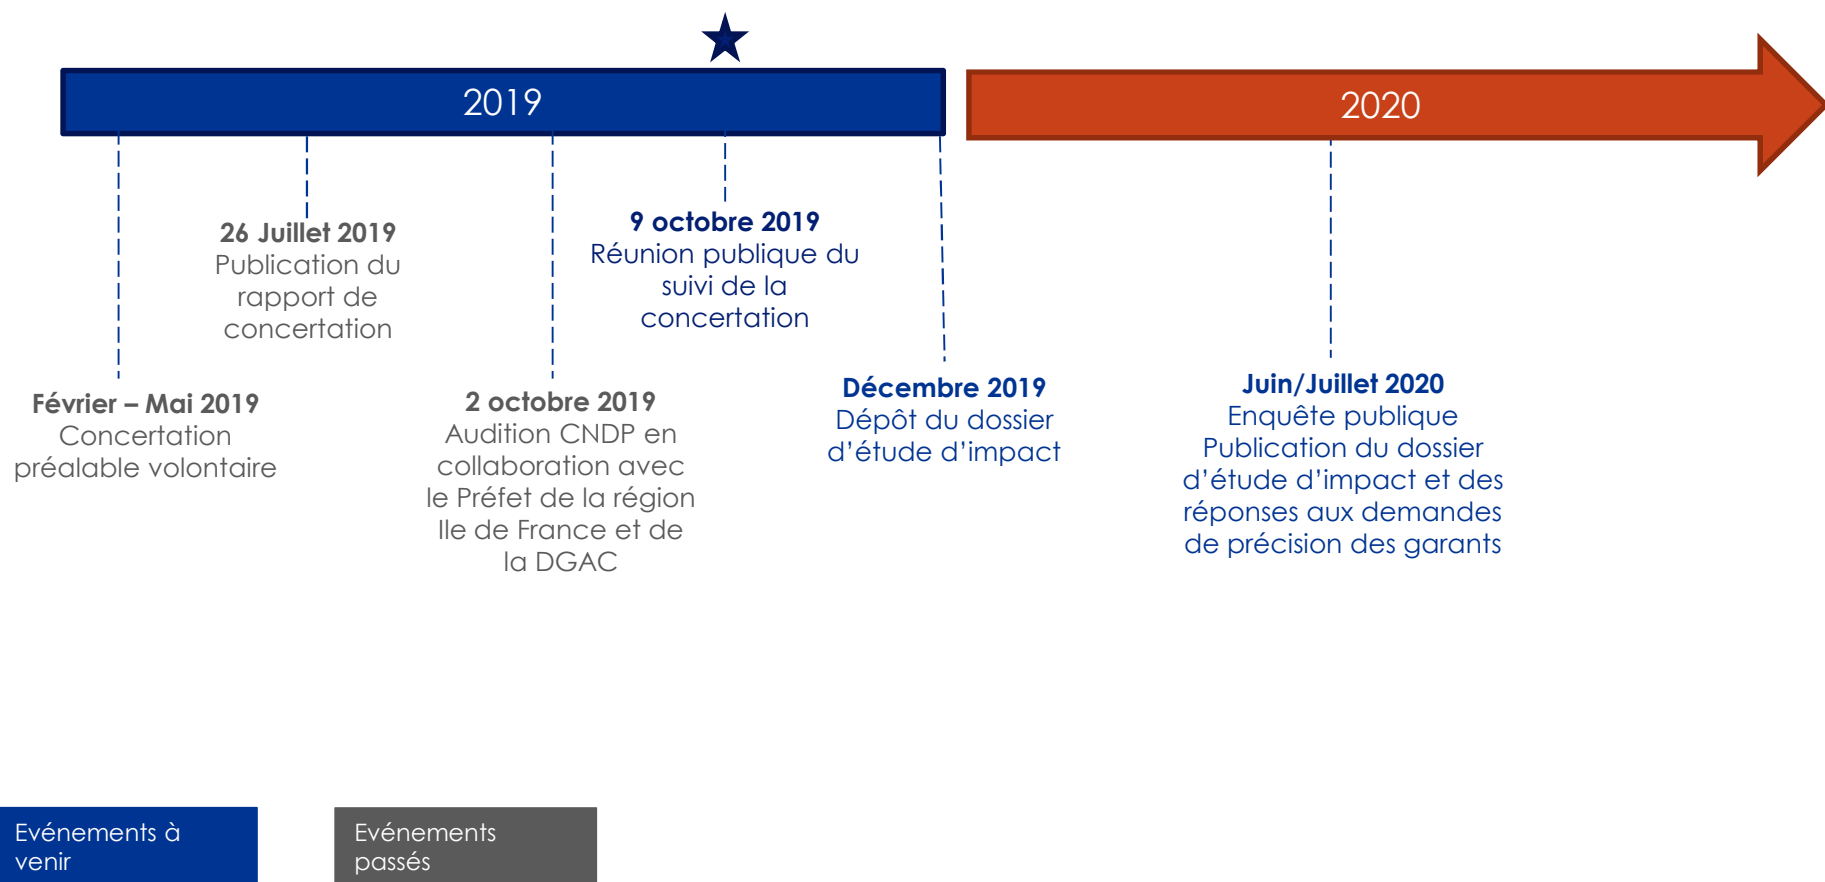 2019
2020
26 Juillet 2019
Publication du
rapport de
concertation
9 octobre 2019
Réunion publique du
suivi de la
concertation
Février – Mai 2019
Concertation
préalable volontaire
2 octobre 2019
Audition CNDP en
collaboration avec
le Préfet de la région
Ile de France et de
la DGAC
Décembre 2019
Dépôt du dossier
d’étude d’impact
Juin/Juillet 2020
Enquête publique
Publication du dossier
d’étude d’impact et des
réponses aux demandes
de précision des garants
Evénements à
venir
Evénements
passés